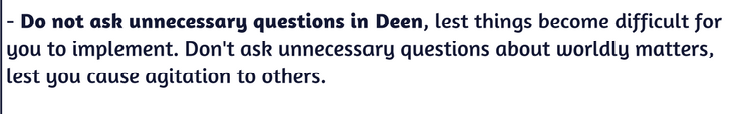 - Do not ask unnecessary questions in Deen, lest things become difficult for
you to implement. Don't ask unnecessary questions about worldly matters,
lest you cause agitation to others.